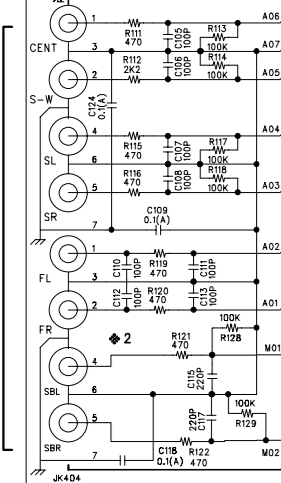 1
R111
470
C105
100P
R113
100K
A06
CENT
3
A07
R112
2K2
C106
100P
R114
100K
2
A05
S-W
C124
0.1(A)
4
R115
470
C107
100P
R117
100K
A04
SL
6
R116
470
C108
100P
R118
100K
5
A03
SR
C109
0.1(A)
7
1
A02
C110
100P
R119
470
C111
100P
FL
3
C112
100P
R120
470
C113
100P
2
A01
FR
2
100K
R128
R121
470
4
M01
C115
220P
SBL
6
C117
220P
100K
R129
5
SBR
C118
0.1(A)
R122
470
7
M02
JK404